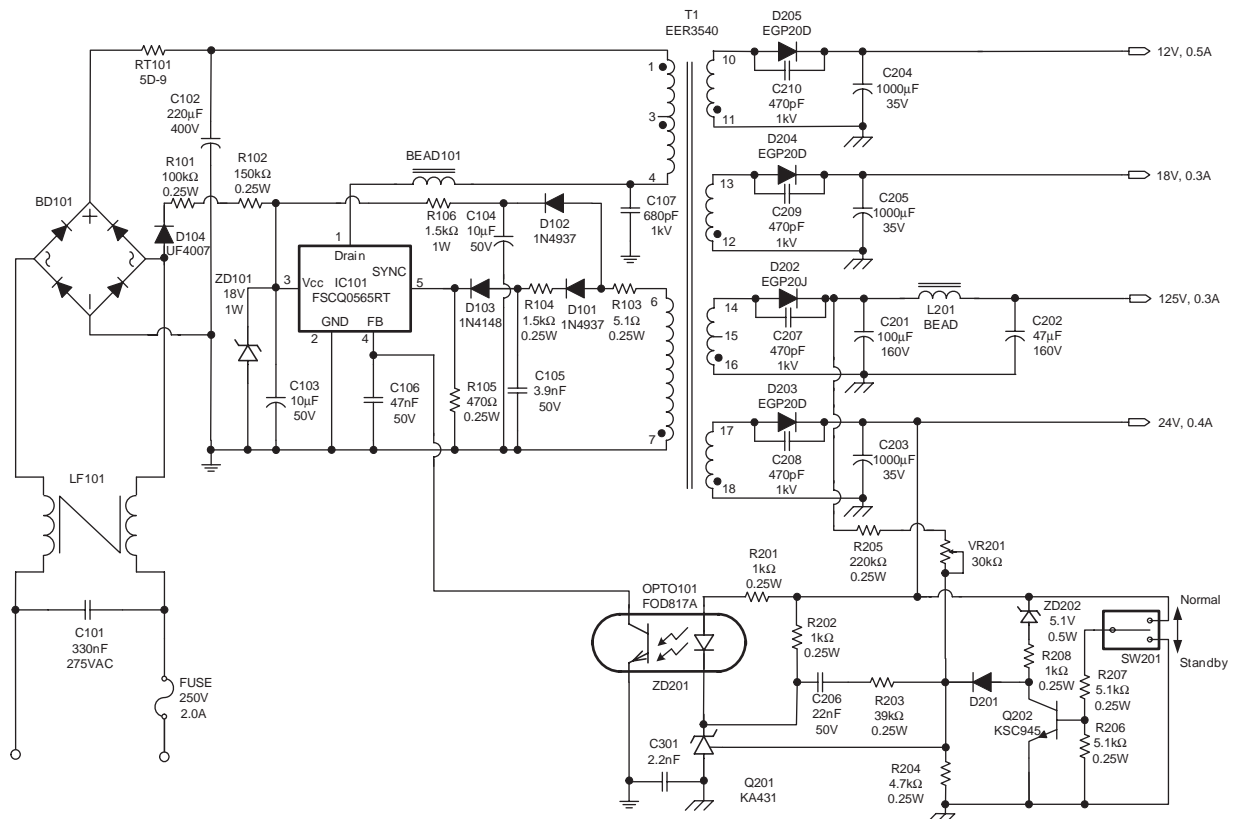 T1
EER3540
D205
EGP20D
RT101
5D-9
1
10
12V, 0.5A
C102
220μF
400V
C210
470pF
1kV
C204
1000μF
35V
3
11
R101
100kΩ
0.25W
R102
150kΩ
0.25W
BEAD101
D204
EGP20D
4
13
18V, 0.3A
BD101
D104
UF4007
R106
1.5kΩ
1W
C104
10μF
50V
D102
1N4937
C107
680pF
1kV
C209
470pF
1kV
C205
1000μF
35V
12
1
Drain
SYNC
3
Vcc
IC101
FSCQ0565RT
5
GND
FB
2
4
ZD101
18V
1W
D103
1N4148
R104
1.5kΩ
0.25W
D101
1N4937
R103
5.1Ω
0.25W
6
D202
EGP20J
14
15
16
125V, 0.3A
L201
BEAD
C207
470pF
1kV
C201
100μF
160V
C202
47μF
160V
C103
10μF
50V
C106
47nF
50V
R105
470Ω
0.25W
C105
3.9nF
50V
7
D203
EGP20D
17
24V, 0.4A
C208
470pF
1kV
C203
1000μF
35V
18
LF101
R205
220kΩ
0.25W
VR201
30kΩ
OPTO101
FOD817A
R201
1kΩ
0.25W
C101
330nF
275VAC
R202
1kΩ
0.25W
ZD202
5.1V
0.5W
Normal
SW201
Standby
ZD201
R208
1kΩ
0.25W
R207
5.1kΩ
0.25W
FUSE
250V
2.0A
C206
22nF
50V
R203
39kΩ
0.25W
D201
Q202
KSC945
R206
5.1kΩ
0.25W
C301
2.2nF
Q201
KA431
R204
4.7kΩ
0.25W